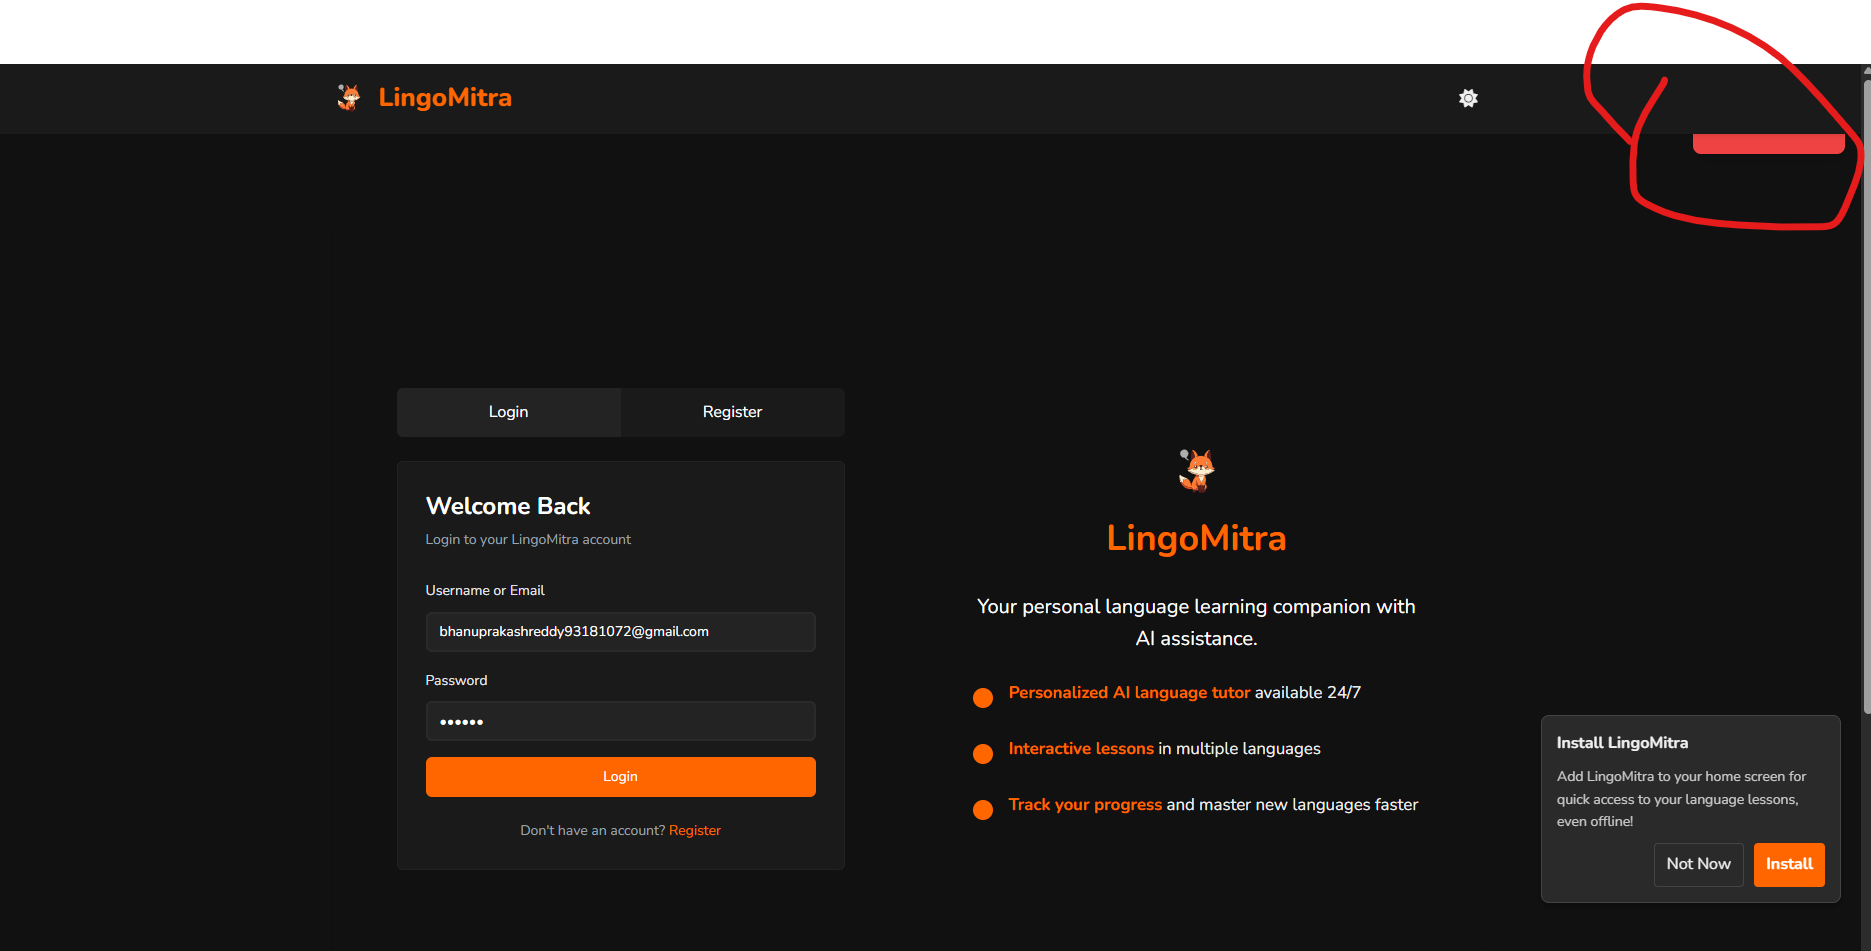 LingoMitra
Login
Register
Welcome Back
Login to your LingoMitra account
Username or Email
bhanuprakashreddy93181072@gmail.com
Password
••••••
Login
Don't have an account? Register
LingoMitra
Your personal language learning companion with
AI assistance.
Personalized AI language tutor available 24/7
Interactive lessons in multiple languages
Track your progress and master new languages faster
Install LingoMitra
Add LingoMitra to your home screen for
quick access to your language lessons,
even offline!
Not Now
Install